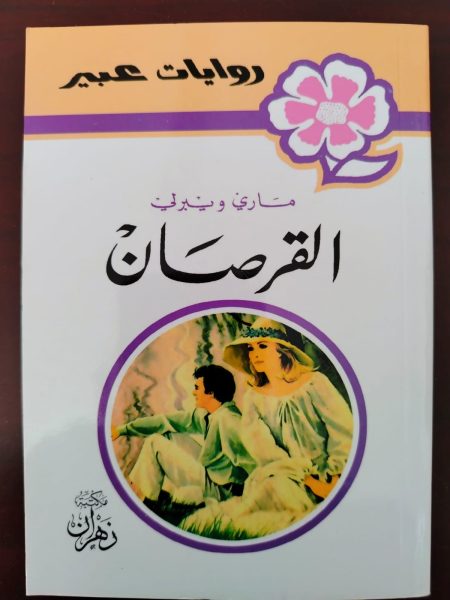 روايات عبير
ماري ويبرلي
القرصان
مكتبة
زهران